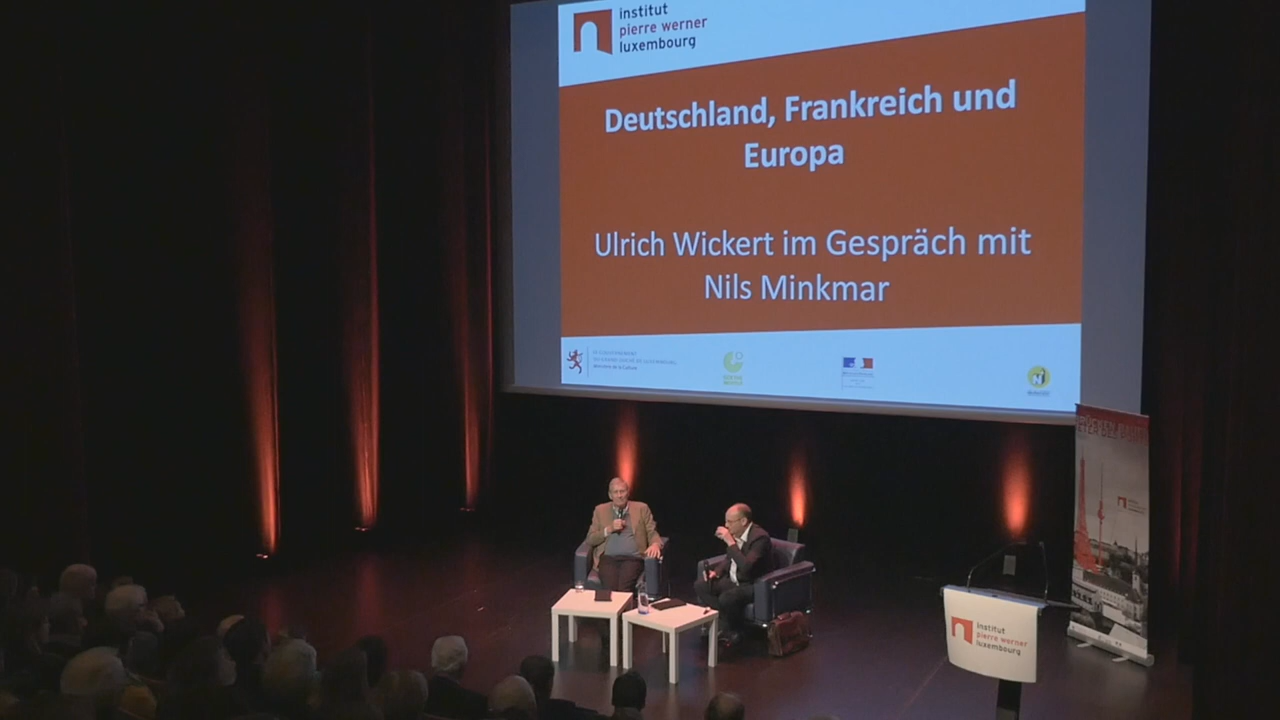 institut
pierre werner
luxembourg
Deutschland, Frankreich und
Europa
Ulrich Wickert im Gespräch mit
Nils Minkmar
institut
pierre werner
luxembourg